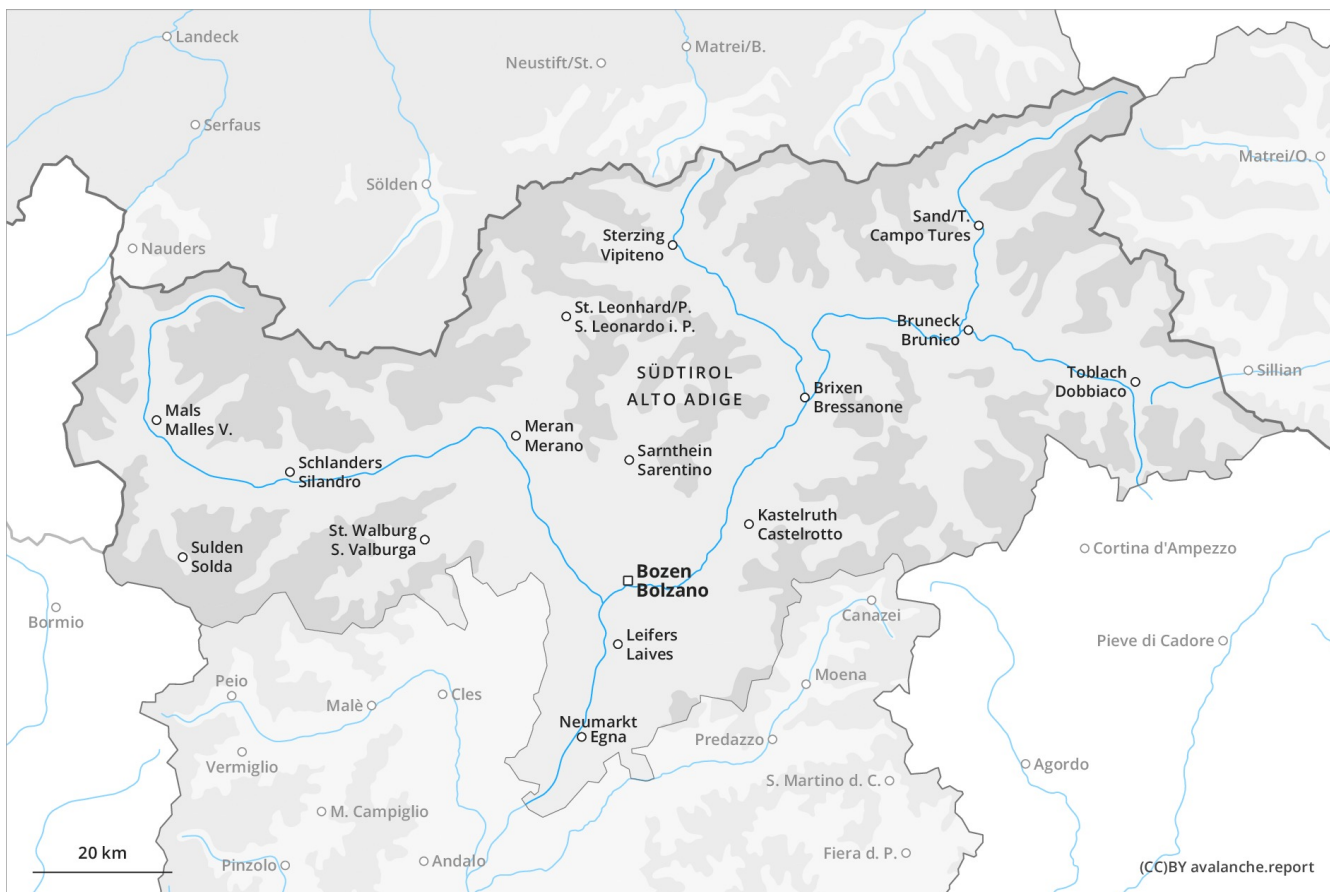 Landeck
Matrei/B.
Neustift/St.
Serfaus
Matrei/O.
Sölden
Sand/T.
Campo Tures
Nauders
Sterzing
Vipiteno
St. Leonhard/P.
S. Leonardo i. P.
Bruneck
Brunico
SÜDTIROL
ALTO ADIGE
Toblach
Dobbiaco
Sillian
Brixen
Bressanone
Mals
Malles V.
Meran
Merano
Schlanders
Silandro
Sarnthein
Sarentino
Kastelruth
Castelrotto
St. Walburg
S. Valburga
Sulden
Solda
Cortina d'Ampezzo
Bozen
Bolzano
Bormio
Canazei
Leifers
Laives
Pieve di Cadore
Peio
Malè
Cles
Moena
Neumarkt
Egna
Predazzo
Vermiglio
Agordo
S. Martino d. C.
M. Campiglio
20 km
Pinzolo
Andalo
Fiera d. P.
(CC)BY avalanche.report